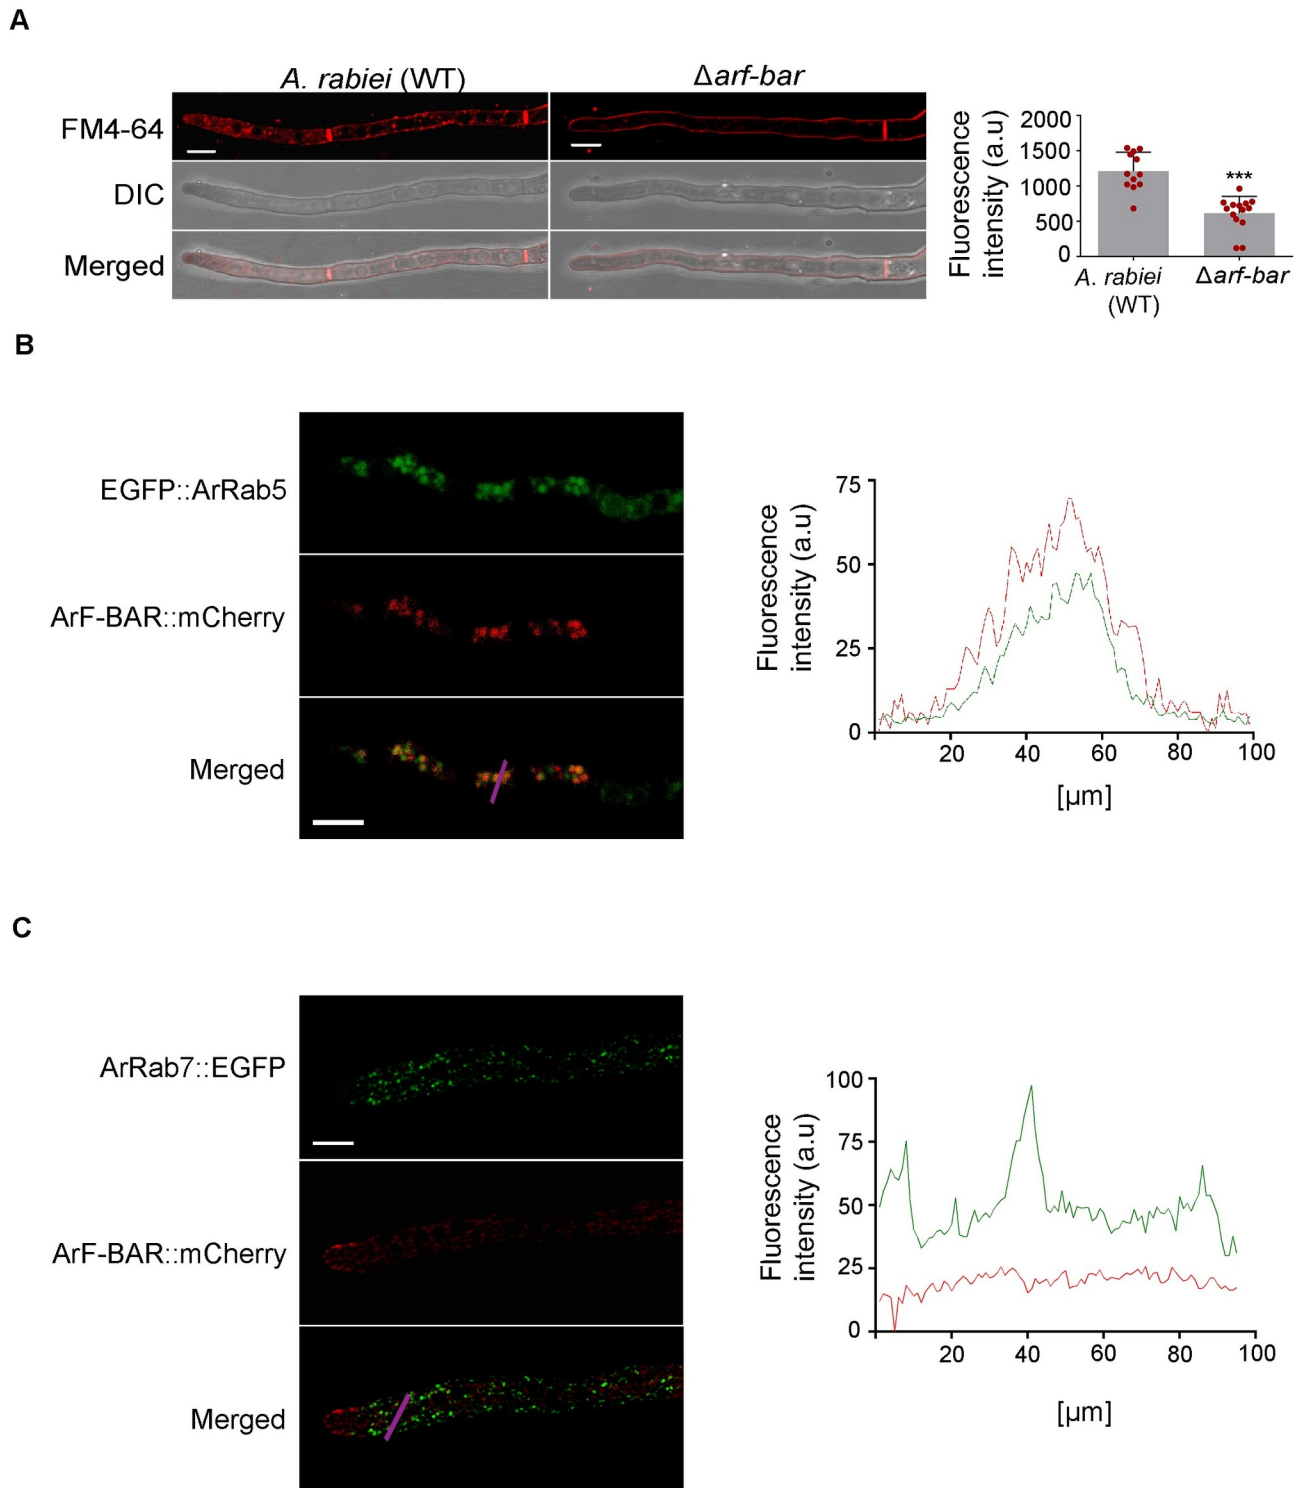 A
A. rabiei (WT)
Δarf-bar
FM4-64
DIC
Merged
Fluorescence
intensity (a.u)
2000
1500
1000
500
0
***
A. rabiei
(WT)
Δarf-bar
B
EGFP::ArRab5
ArF-BAR::mCherry
Merged
Fluorescence
intensity (a.u)
75
50
25
0
20 40 60 80 100
[µm]
C
ArRab7::EGFP
ArF-BAR::mCherry
Merged
Fluorescence
intensity (a.u)
100
75
50
25
0
20 40 60 80 100
[µm]